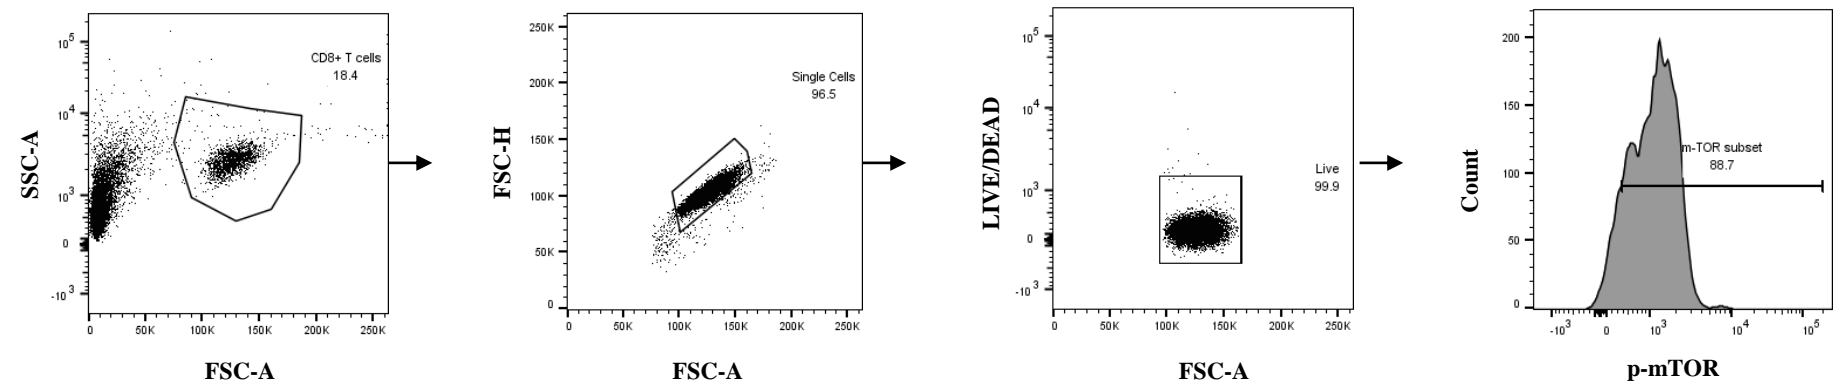 SSC-A
10^5
10^4
10^3
0
-10^3
CD8+ T cells
18.4
0 50K 100K 150K 200K 250K
FSC-A
FSC-H
250K
200K
150K
100K
50K
0
Single Cells
96.5
0 50K 100K 150K 200K 250K
FSC-A
LIVE/DEAD
10^5
10^4
10^3
0
-10^3
Live
99.9
0 50K 100K 150K 200K 250K
FSC-A
Count
200
150
100
50
0
m-TOR subset
88.7
-10^3 0 10^3 10^4 10^5
p-mTOR